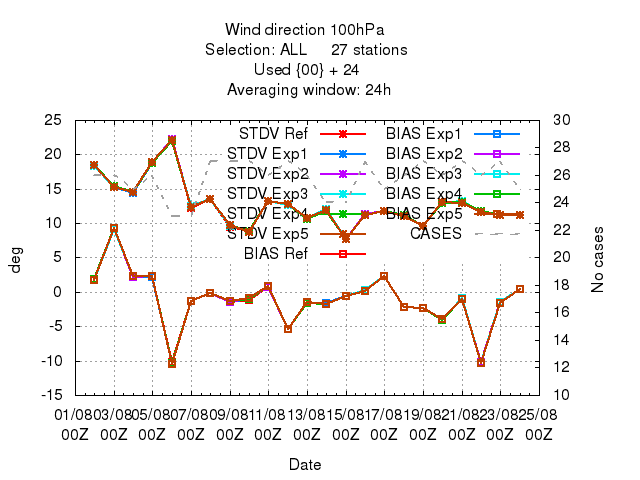 Wind direction 100hPa
Selection: ALL 27 stations
Used {00} + 24
Averaging window: 24h
25
20
15
10
5
0
-5
-10
-15
deg
30
28
26
24
22
20
18
16
14
12
10
No cases
STDV Ref
STDV Exp1
STDV Exp2
STDV Exp3
STDV Exp4
STDV Exp5
BIAS Ref
BIAS Exp1
BIAS Exp2
BIAS Exp3
BIAS Exp4
BIAS Exp5
CASES
01/08 03/08 05/08 07/08 09/08 11/08 13/08 15/08 17/08 19/08 21/08 23/08 25/08
00Z 00Z 00Z 00Z 00Z 00Z 00Z 00Z 00Z 00Z 00Z 00Z 00Z
Date